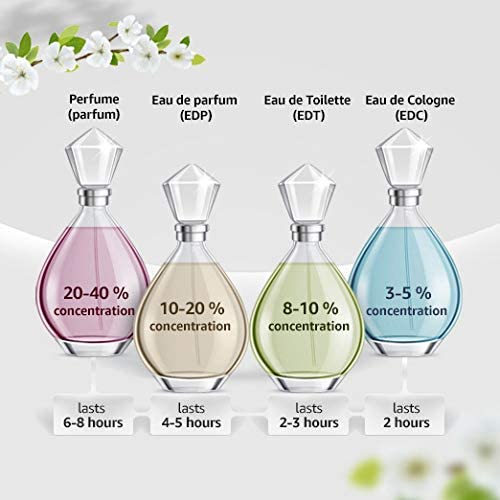 Perfume
(parfum)
Eau de parfum
(EDP)
Eau de Toilette
(EDT)
Eau de Cologne
(EDC)
20-40 %
concentration
10-20 %
concentration
8-10 %
concentration
3-5 %
concentration
lasts
6-8 hours
lasts
4-5 hours
lasts
2-3 hours
lasts
2 hours